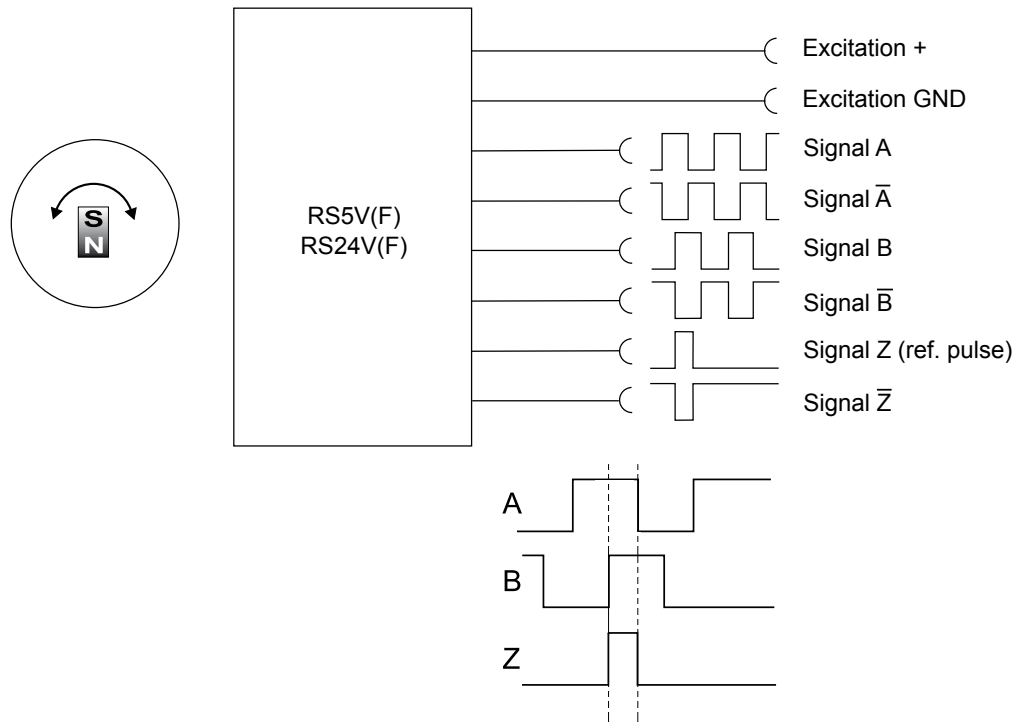 Excitation +
Excitation GND
Signal A
Signal A̅
Signal B
Signal B̅
Signal Z (ref. pulse)
Signal Z̅
RS5V(F)
RS24V(F)
S
N
A
B
Z